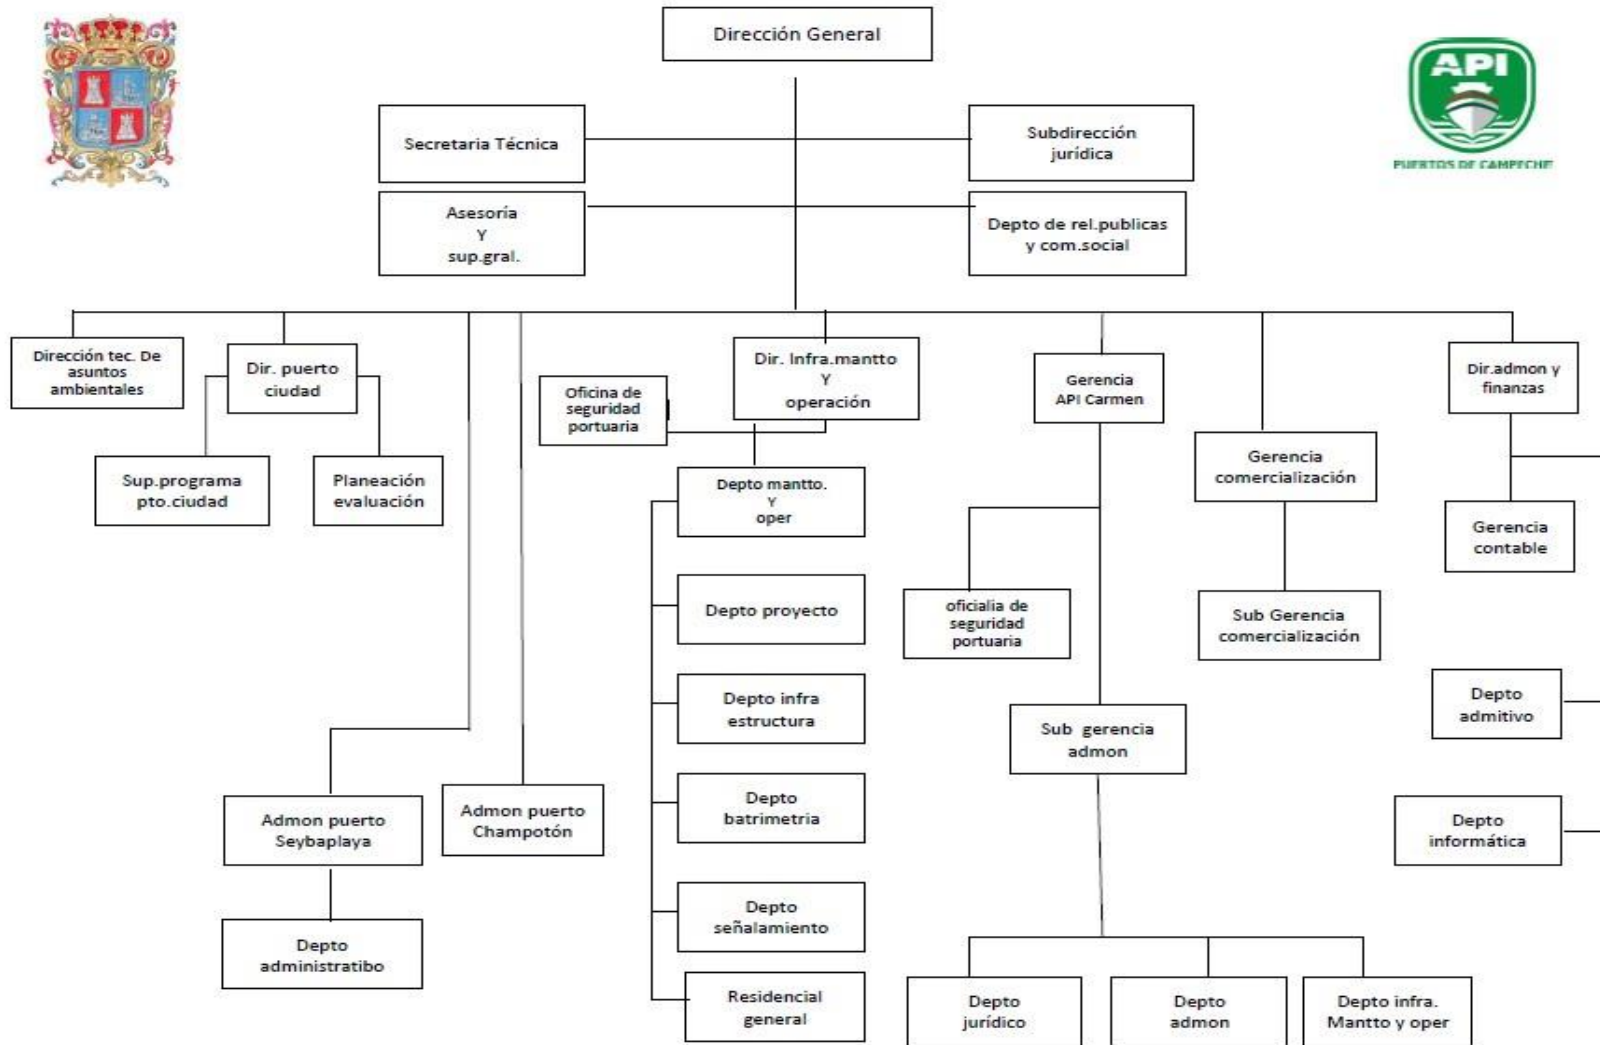 Dirección General
API
PUERTOS DE CAMPECHE
Secretaria Técnica
Subdirección
jurídica
Asesoría
Y
sup.gral.
Depto de rel.publicas
y com.social
Dirección tec. De
asuntos
ambientales
Dir. puerto
ciudad
Oficina de
seguridad
portuaria
Dir. Infra.mantto
Y
operación
Gerencia
API Carmen
Dir.admon y
finanzas
Sup.programa
pto.ciudad
Planeación
evaluación
Depto mantto.
Y
oper
Gerencia
comercialización
Gerencia
contable
Depto proyecto
oficialia de
seguridad
portuaria
Sub Gerencia
comercialización
Depto infra
estructura
Sub gerencia
admon
Depto
admitivo
Admon puerto
Seybaplaya
Admon puerto
Champotón
Depto
batrimetria
Depto
informática
Depto
administratibo
Depto
señalamiento
Residencial
general
Depto
jurídico
Depto
admon
Depto infra.
Mantto y oper